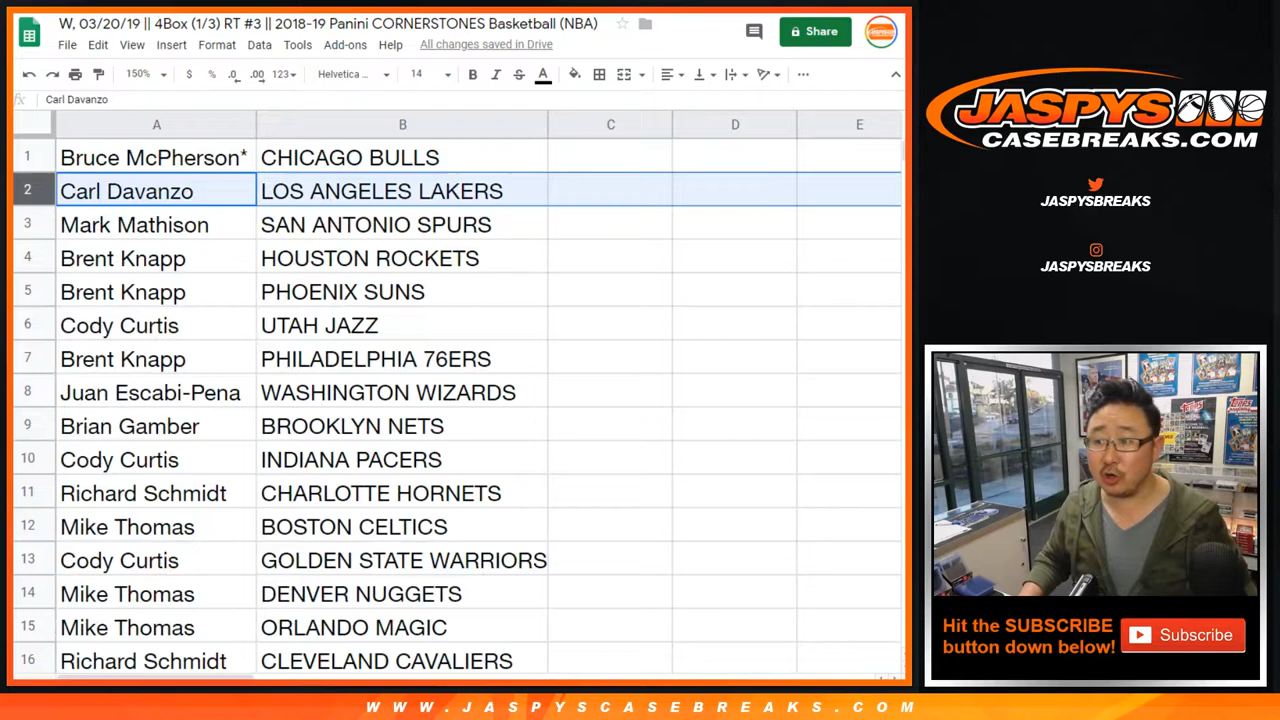 W, 03/20/19 || 4Box (1/3) RT #3 || 2018-19 Panini CORNERSTONES Basketball (NBA)
File Edit View Insert Format Data Tools Add-ons Help All changes saved in Drive
Share
150% $ % .0 .00 123 Helvetica ... 14 B I S A
fx Carl Davanzo
A B C D E
1 Bruce McPherson* CHICAGO BULLS
2 Carl Davanzo LOS ANGELES LAKERS
3 Mark Mathison SAN ANTONIO SPURS
4 Brent Knapp HOUSTON ROCKETS
5 Brent Knapp PHOENIX SUNS
6 Cody Curtis UTAH JAZZ
7 Brent Knapp PHILADELPHIA 76ERS
8 Juan Escabi-Pena WASHINGTON WIZARDS
9 Brian Gamber BROOKLYN NETS
10 Cody Curtis INDIANA PACERS
11 Richard Schmidt CHARLOTTE HORNETS
12 Mike Thomas BOSTON CELTICS
13 Cody Curtis GOLDEN STATE WARRIORS
14 Mike Thomas DENVER NUGGETS
15 Mike Thomas ORLANDO MAGIC
16 Richard Schmidt CLEVELAND CAVALIERS
JASPYS
CASEBREAKS.COM
JASPYSBREAKS
JASPYSBREAKS
Topps
Hit the SUBSCRIBE
button down below!
Subscribe
WWW.JASPYSCASEBREAKS.COM